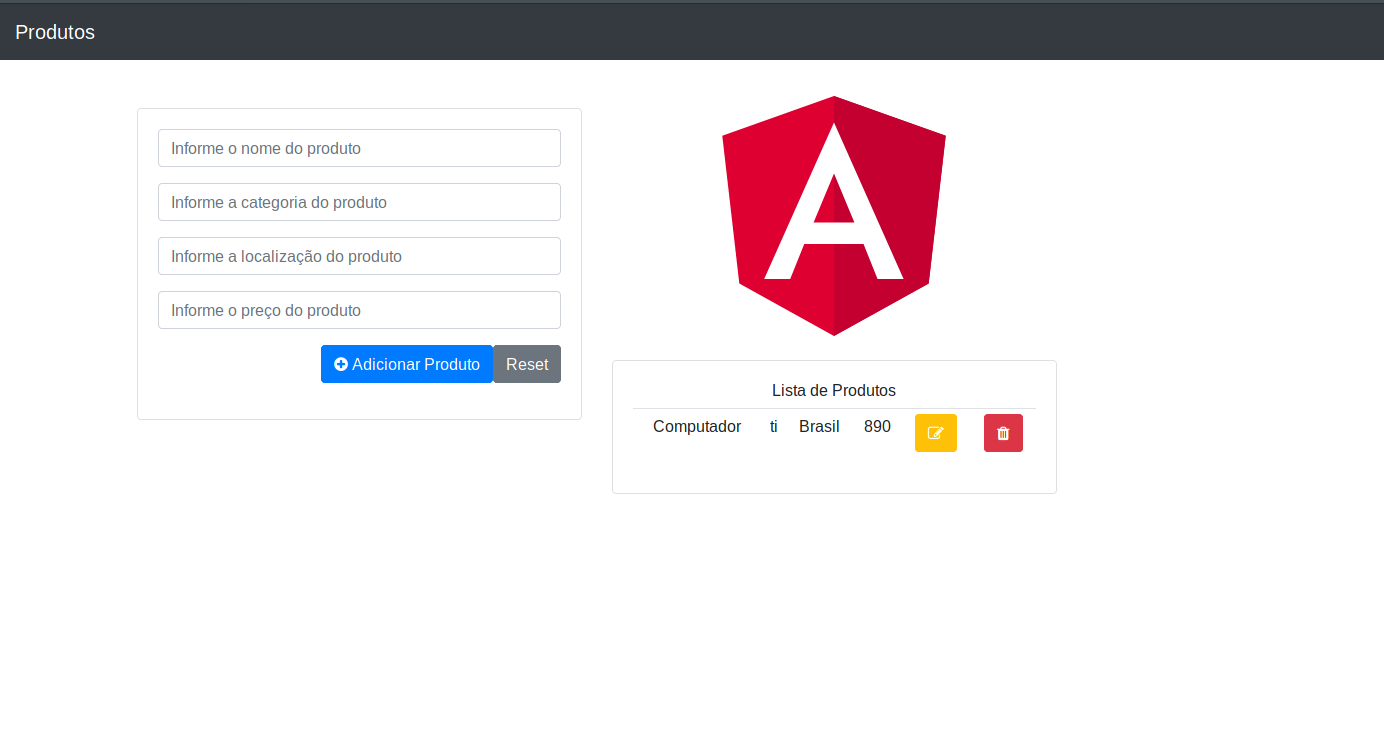 Produtos
Informe o nome do produto
Informe a categoria do produto
Informe a localização do produto
Informe o preço do produto
Adicionar Produto Reset
A
Lista de Produtos
Computador ti Brasil 890